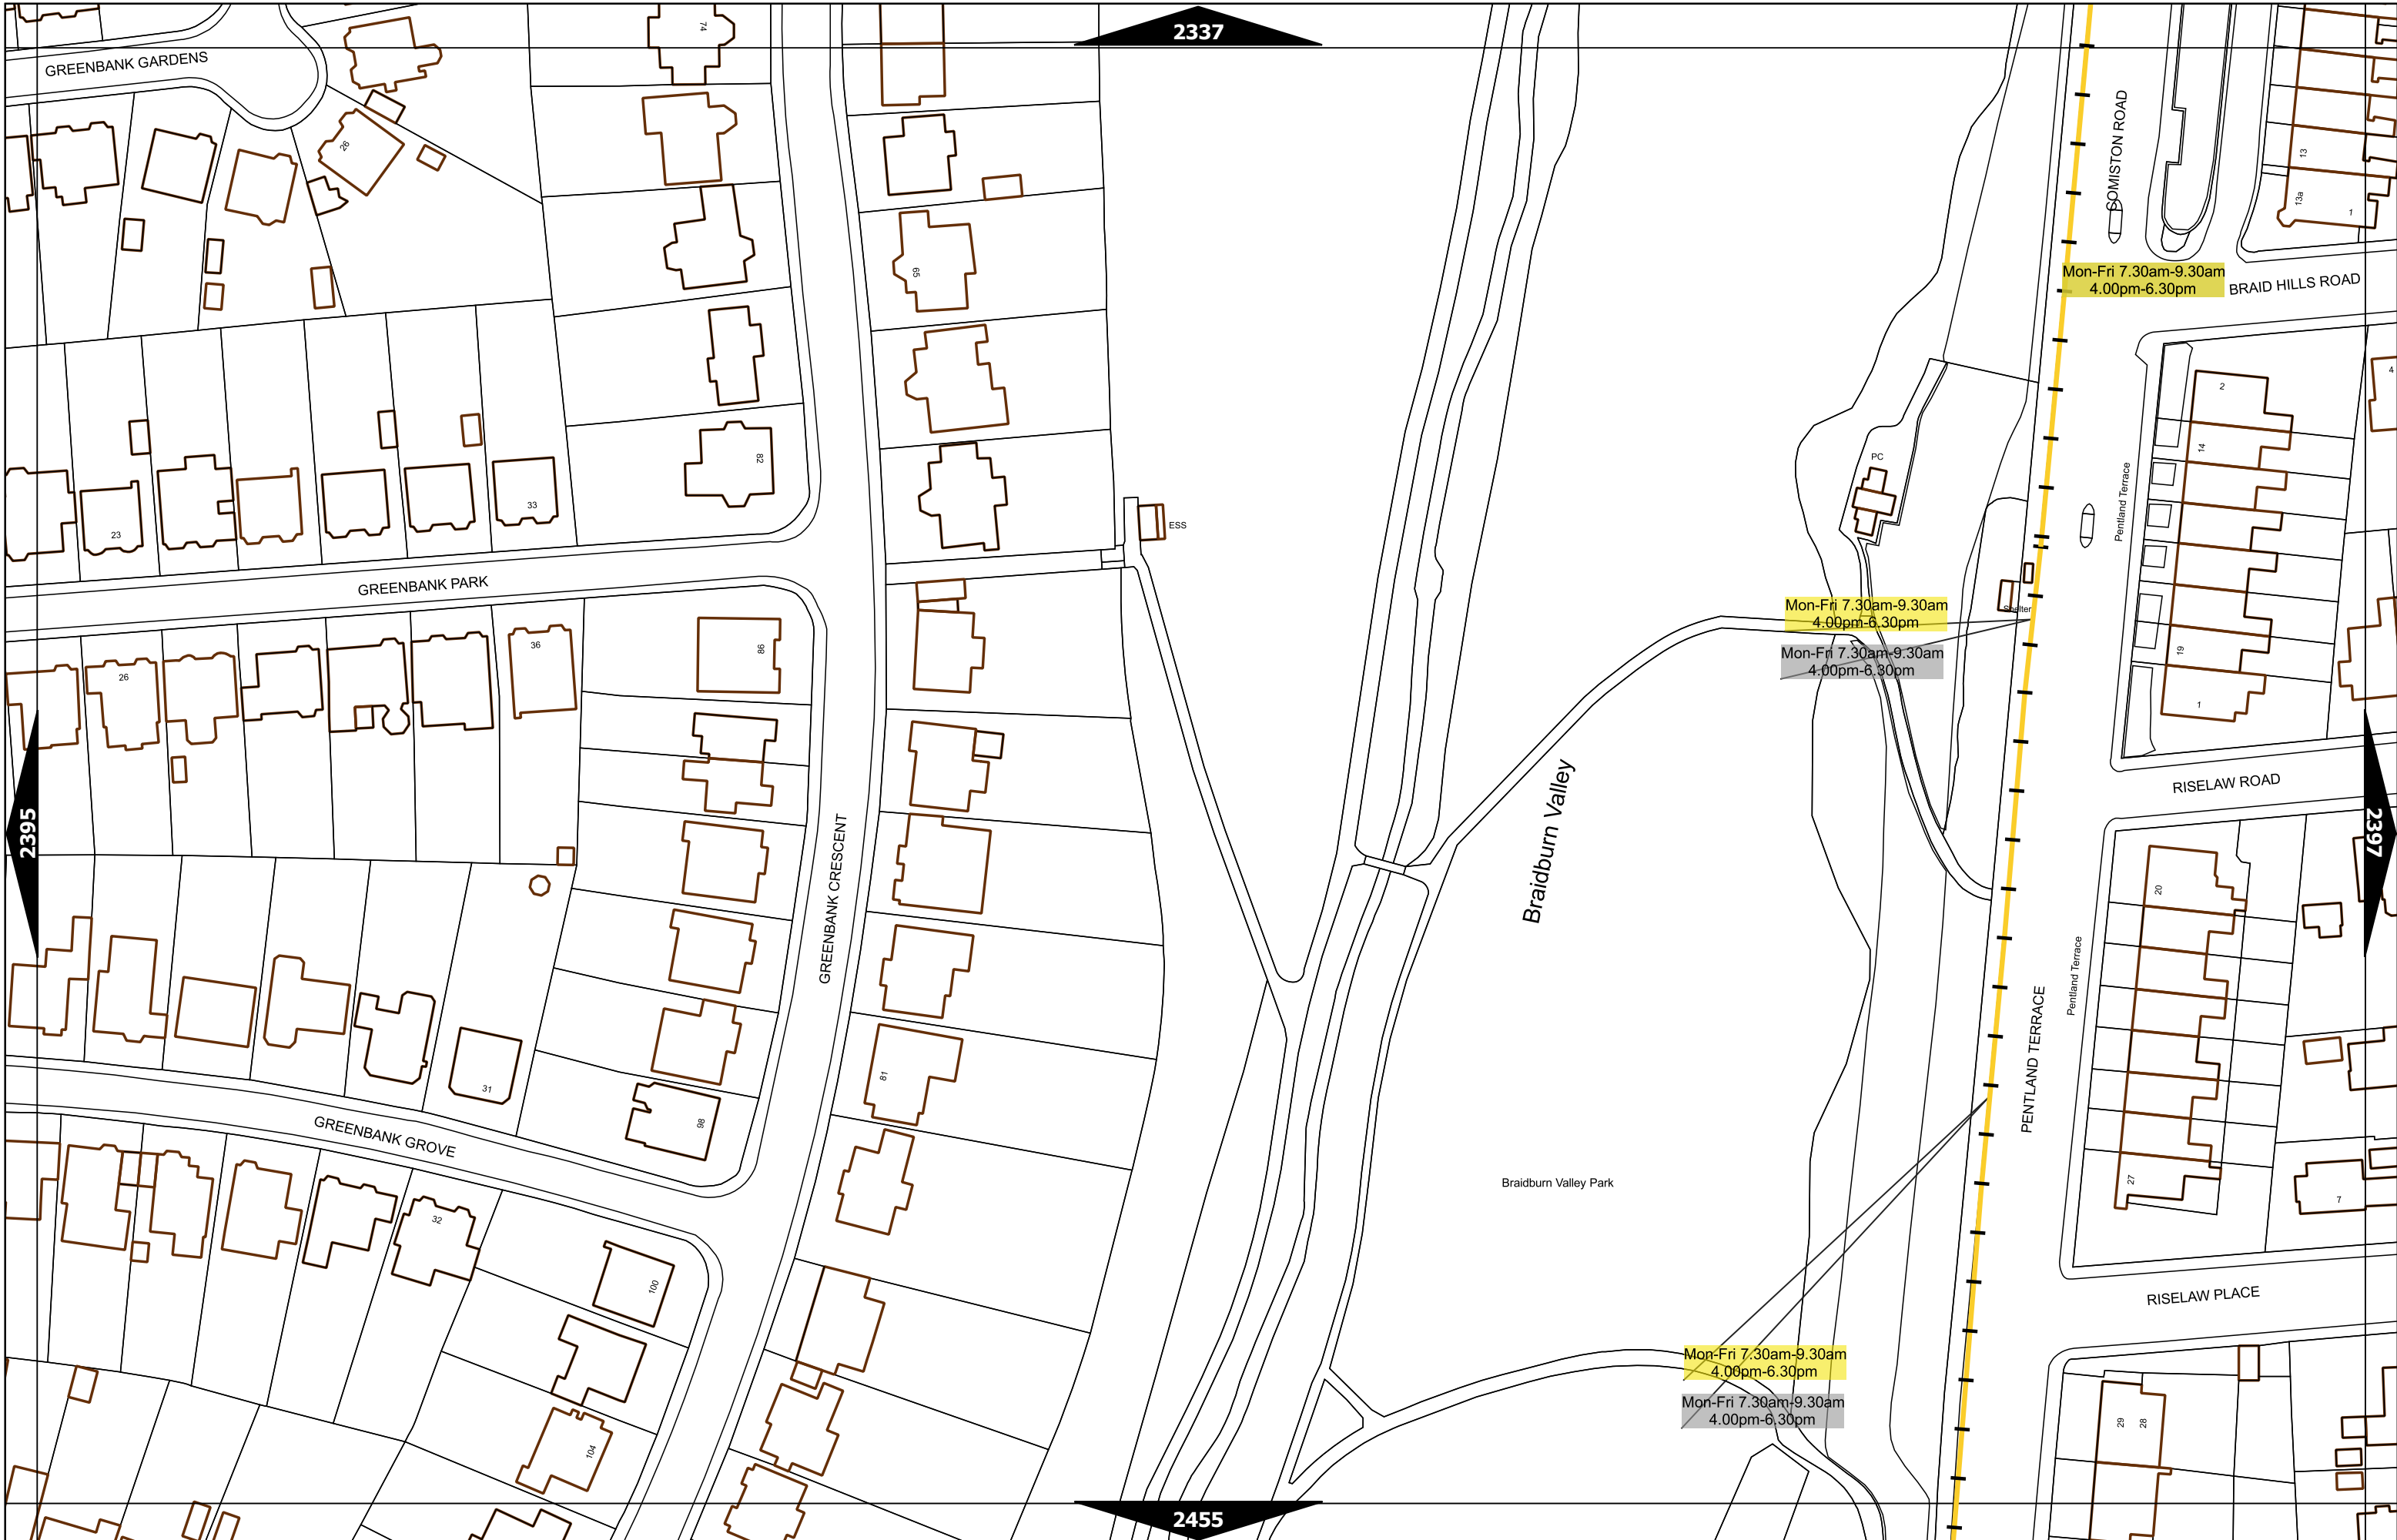 2337
74
GREENBANK GARDENS
26
65
82
23
33
GREENBANK PARK
26
36
86
ESS
COMISTON ROAD
13
13a
1
Mon-Fri 7.30am-9.30am
4.00pm-6.30pm
BRAID HILLS ROAD
2
4
14
PC
Pentland Terrace
Shelter
Mon-Fri 7.30am-9.30am
4.00pm-6.30pm
Mon-Fri 7.30am-9.30am
4.00pm-6.30pm
19
1
RISELAW ROAD
2395
2397
GREENBANK CRESCENT
Braidburn Valley
20
Pentland Terrace
PENTLAND TERRACE
31
81
98
GREENBANK GROVE
32
Braidburn Valley Park
27
7
100
RISELAW PLACE
Mon-Fri 7.30am-9.30am
4.00pm-6.30pm
Mon-Fri 7.30am-9.30am
4.00pm-6.30pm
104
29
28
2455